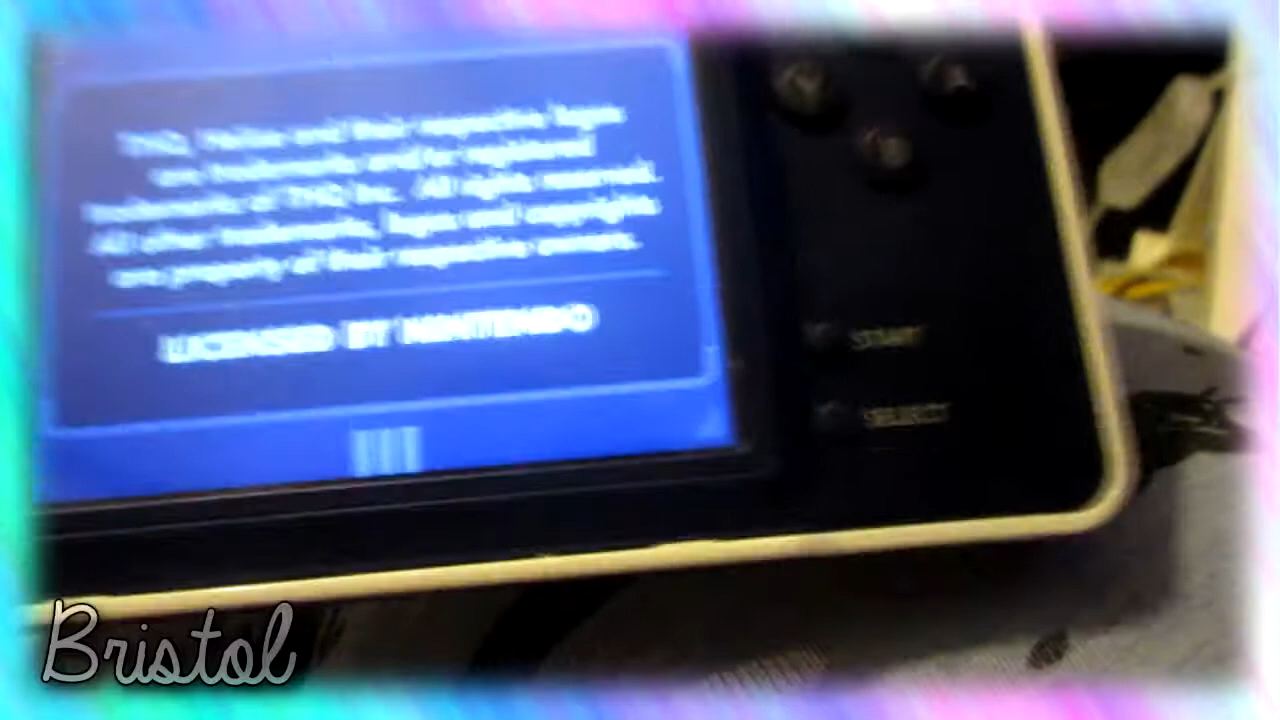 THQ, Helixe and their respective logos
are trademarks and/or registered
trademarks of THQ Inc. All rights reserved.
All other trademarks, logos and copyrights
are property of their respective owners.
LICENSED BY NINTENDO
Y
A
B
START
SELECT
Bristol